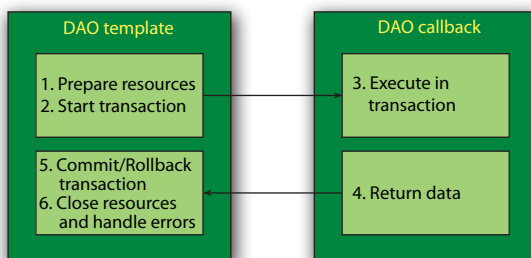 DAO template
1. Prepare resources
2. Start transaction
5. Commit/Rollback
transaction
6. Close resources
and handle errors
DAO callback
3. Execute in
transaction
4. Return data